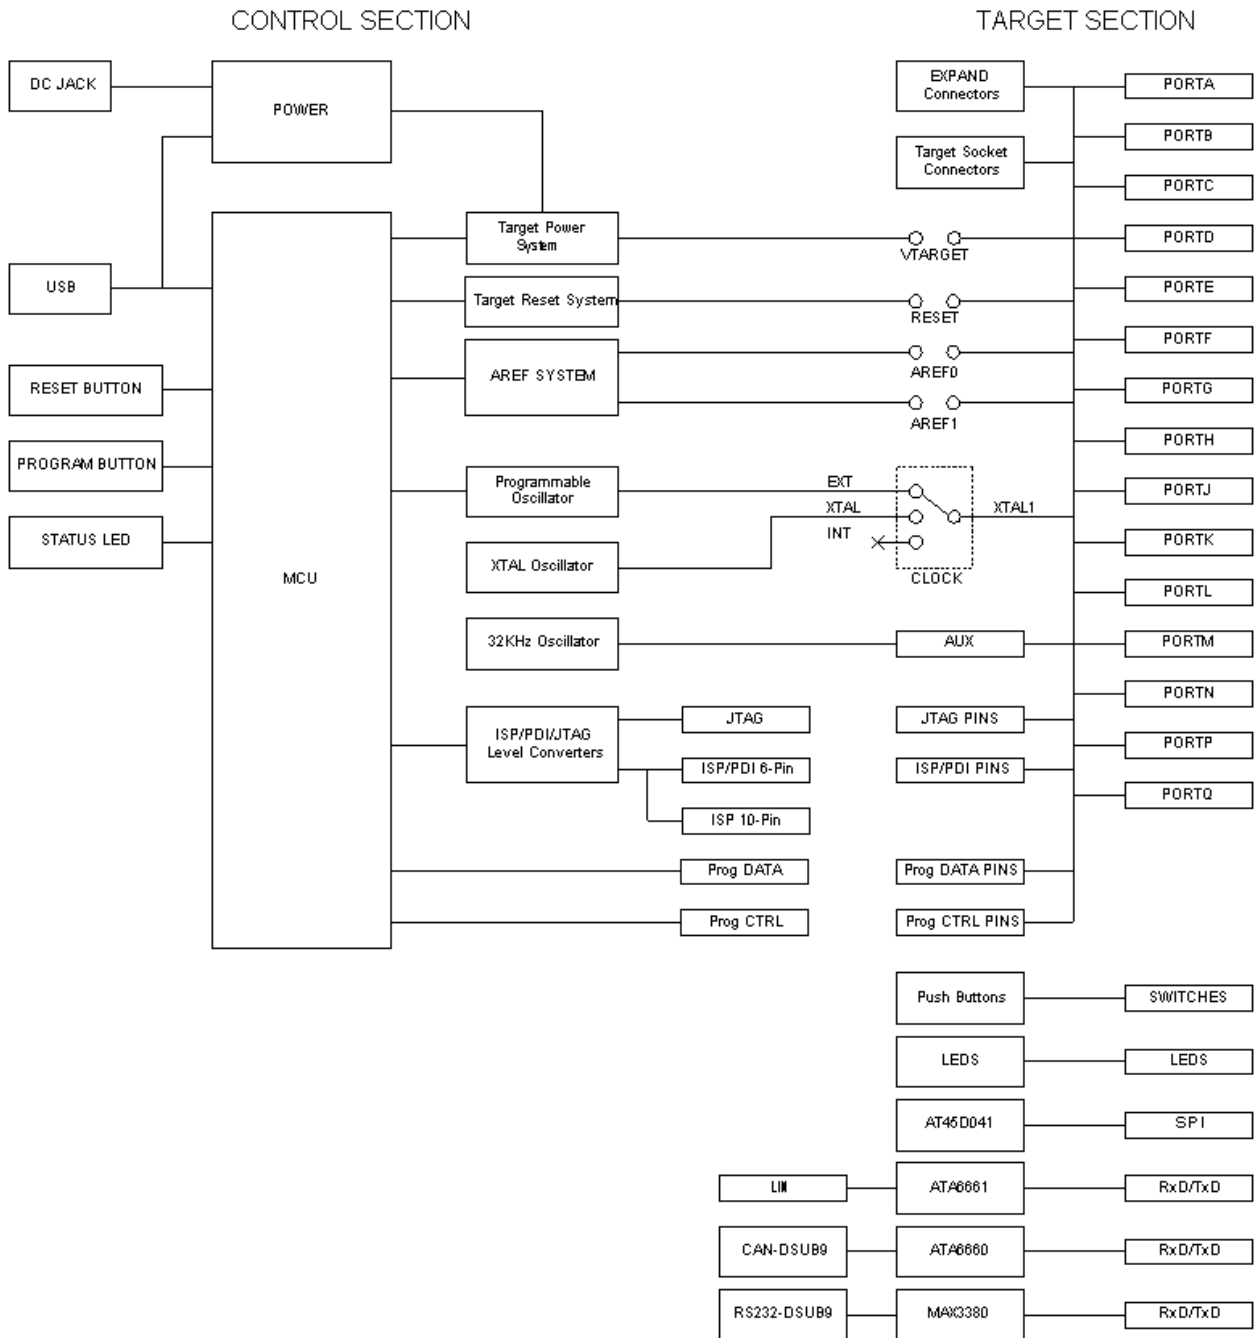 CONTROL SECTION
TARGET SECTION
DC JACK
POWER
EXPAND
Connectors
PORTA
PORTB
Target Socket
Connectors
PORTC
Target Power
System
VTARGET
PORTD
USB
Target Reset System
RESET
PORTE
PORTF
RESET BUTTON
AREF SYSTEM
AREF0
PORTG
AREF1
PORTH
PROGRAM BUTTON
Programmable
Oscillator
EXT
XTAL
INT
XTAL1
CLOCK
PORTJ
STATUS LED
PORTK
MCU
XTAL Oscillator
PORTL
32KHz Oscillator
AUX
PORTM
PORTN
ISP/PDI/JTAG
Level Converters
JTAG
JTAG PINS
PORTP
ISP/PDI 6-Pin
ISP/PDI PINS
PORTQ
ISP 10-Pin
Prog DATA
Prog DATA PINS
Prog CTRL
Prog CTRL PINS
Push Buttons
SWITCHES
LEDS
LEDS
AT45D041
SPI
LIN
ATA6661
RxD/TxD
CAN-DSUB9
ATA6660
RxD/TxD
RS232-DSUB9
MAX3380
RxD/TxD